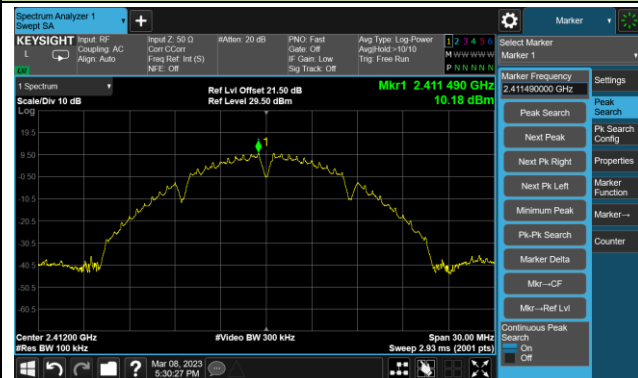 Spectrum Analyzer 1
Swept SA
+
Marker
KEYSIGHT
L
LW
Input: RF
Coupling: AC
Align: Auto
Input Z: 50 Ω
Corr CCorr
Freq Ref: Int (S)
NFE: Off
#Atten: 20 dB
PNO: Fast
Gate: Off
IF Gain: Low
Sig Track: Off
Avg Type: Log-Power
Avg|Hold:>10/10
Trig: Free Run
1 2 3 4 5 6
M W W W W W
P N N N N N
Select Marker
Marker 1
1 Spectrum
Scale/Div 10 dB
Log
Ref Lvl Offset 21.50 dB
Ref Level 29.50 dBm
Mkr1 2.411 490 GHz
10.18 dBm
19.5
9.50
-0.500
-10.5
-20.5
-30.5
-40.5
-50.5
-60.5
1
Center 2.41200 GHz
#Res BW 100 kHz
#Video BW 300 kHz
Span 30.00 MHz
Sweep 2.93 ms (2001 pts)
Marker Frequency
2.411490000 GHz
Peak Search
Next Peak
Next Pk Right
Next Pk Left
Minimum Peak
Pk-Pk Search
Marker Delta
Mkr→CF
Mkr→Ref Lvl
Continuous Peak
Search
On
Off
Settings
Peak
Search
Pk Search
Config
Properties
Marker
Function
Marker→
Counter
?
Mar 08, 2023
5:30:27 PM